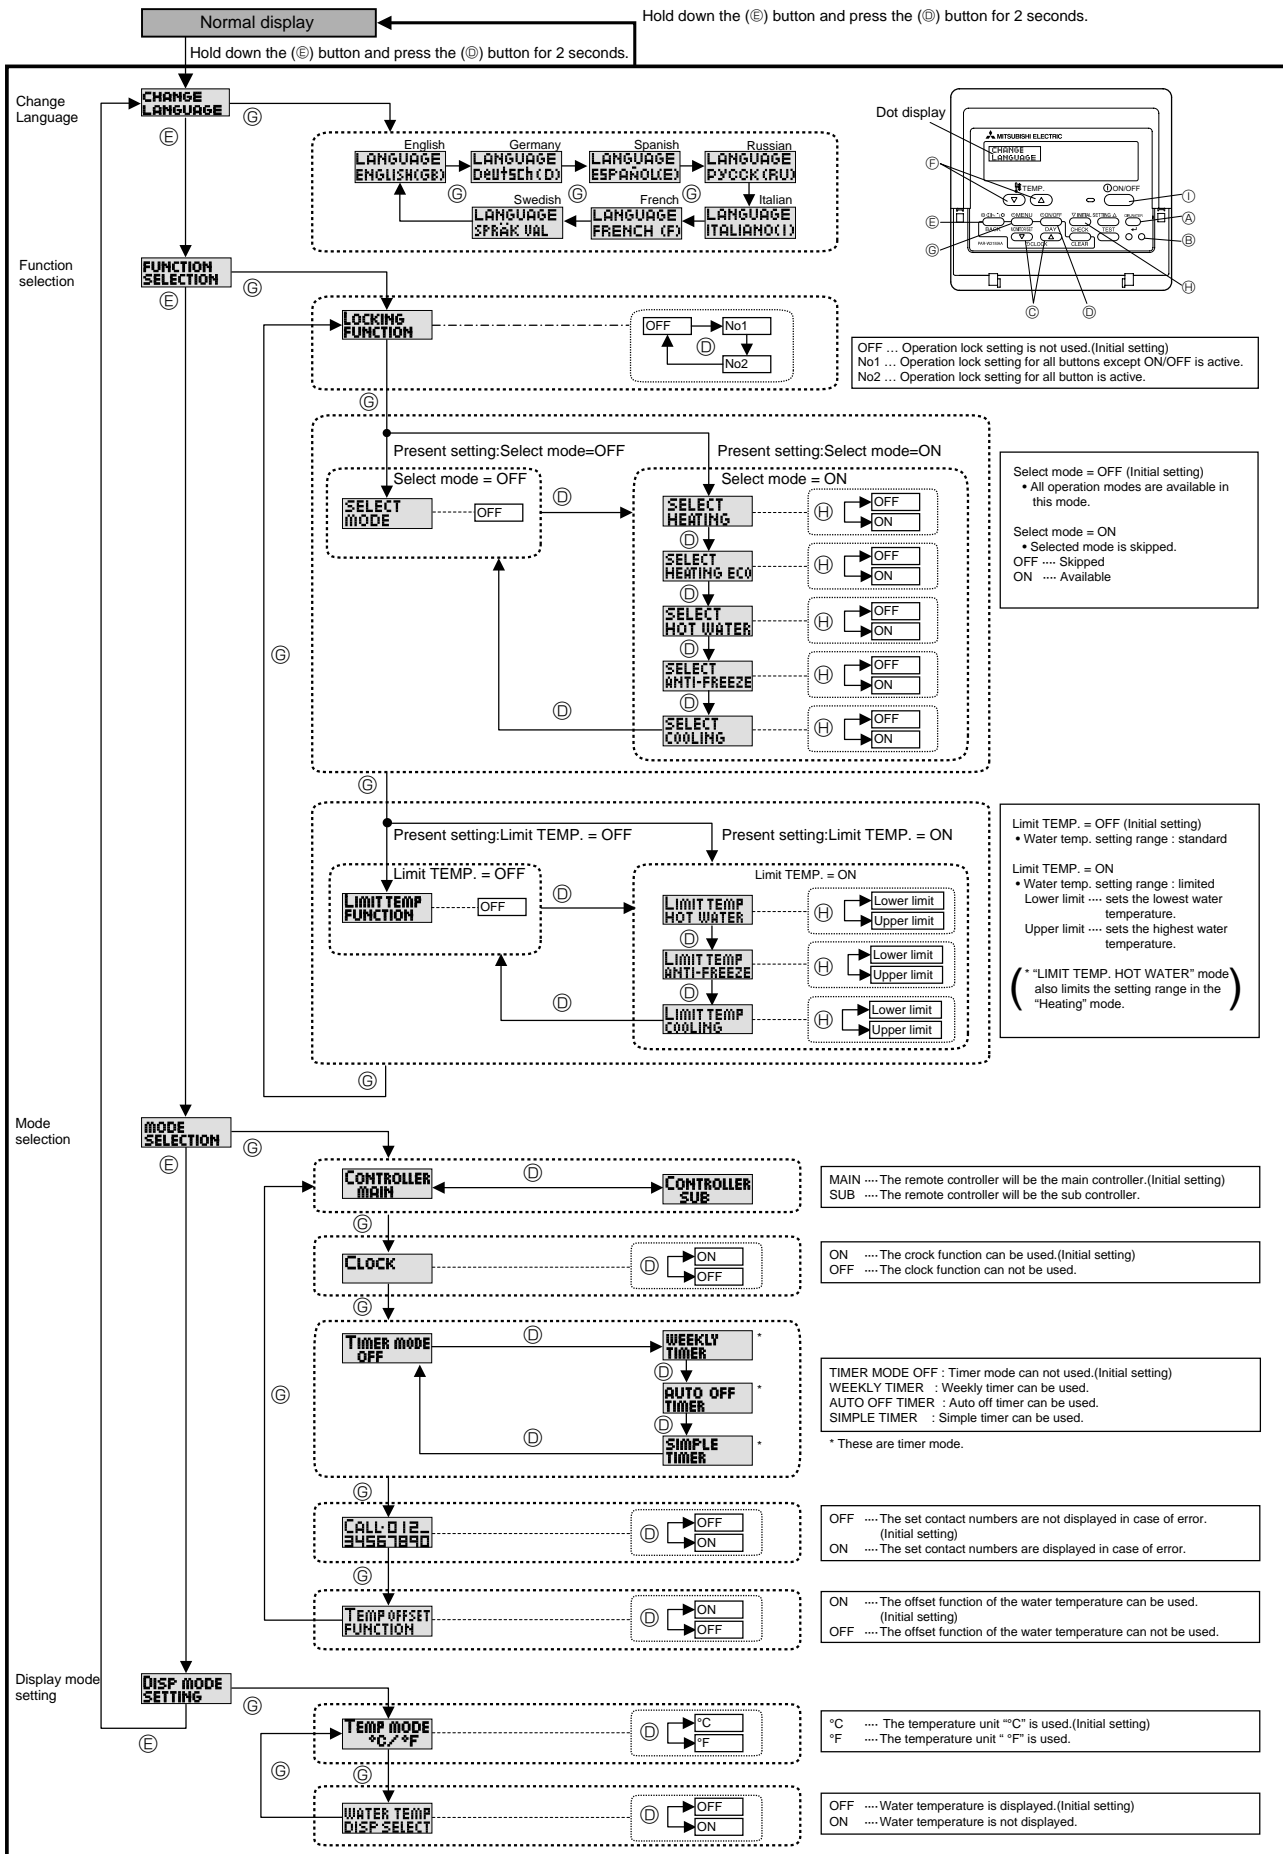 Normal display
Hold down the (Ⓔ) button and press the (Ⓓ) button for 2 seconds.
Hold down the (Ⓔ) button and press the (Ⓓ) button for 2 seconds.
Change
Language
CHANGE
LANGUAGE
Ⓖ
Ⓔ
English
LANGUAGE
ENGLISH(GB)
Ⓖ
Germany
LANGUAGE
Deutsch(D)
Ⓖ
Spanish
LANGUAGE
ESPAÑOL(E)
Ⓖ
Russian
LANGUAGE
РУССК(RU)
Swedish
LANGUAGE
SPRÅK VAL
French
LANGUAGE
FRENCH (F)
Italian
LANGUAGE
ITALIANO(I)
Dot display
MITSUBISHI ELECTRIC
CHANGE
LANGUAGE
TEMP.
ON/OFF
MENU
ON/OFF
INITIAL SETTING
BACK
MONITOR/SET
DAY
CHECK
TEST
CLOCK
CLEAR
Ⓕ
Ⓔ
Ⓖ
Ⓒ
Ⓓ
Ⓘ
Ⓐ
Ⓑ
Ⓗ
Function
selection
FUNCTION
SELECTION
Ⓖ
Ⓔ
LOCKING
FUNCTION
OFF
No1
Ⓓ
No2
OFF … Operation lock setting is not used.(Initial setting)
No1 … Operation lock setting for all buttons except ON/OFF is active.
No2 … Operation lock setting for all button is active.
Ⓖ
Present setting:Select mode=OFF
Present setting:Select mode=ON
Select mode = OFF
SELECT
MODE
OFF
Ⓓ
Select mode = ON
SELECT
HEATING
Ⓗ
OFF
ON
Ⓓ
SELECT
HEATING ECO
Ⓗ
OFF
ON
Ⓓ
SELECT
HOT WATER
Ⓗ
OFF
ON
Ⓓ
SELECT
ANTI-FREEZE
Ⓗ
OFF
ON
Ⓓ
SELECT
COOLING
Ⓗ
OFF
ON
Ⓓ
Ⓖ
Select mode = OFF (Initial setting)
• All operation modes are available in
this mode.
Select mode = ON
• Selected mode is skipped.
OFF ···· Skipped
ON ···· Available
Ⓖ
Present setting:Limit TEMP. = OFF
Present setting:Limit TEMP. = ON
Limit TEMP. = OFF
LIMIT TEMP
FUNCTION
OFF
Ⓓ
Limit TEMP. = ON
LIMIT TEMP
HOT WATER
Ⓗ
Lower limit
Upper limit
Ⓓ
LIMIT TEMP
ANTI-FREEZE
Ⓗ
Lower limit
Upper limit
Ⓓ
LIMIT TEMP
COOLING
Ⓗ
Lower limit
Upper limit
Ⓓ
Ⓖ
Limit TEMP. = OFF (Initial setting)
• Water temp. setting range : standard
Limit TEMP. = ON
• Water temp. setting range : limited
Lower limit ···· sets the lowest water
temperature.
Upper limit ···· sets the highest water
temperature.
* “LIMIT TEMP. HOT WATER” mode
also limits the setting range in the
“Heating” mode.
Mode
selection
MODE
SELECTION
Ⓖ
Ⓔ
CONTROLLER
MAIN
Ⓓ
CONTROLLER
SUB
MAIN ···· The remote controller will be the main controller.(Initial setting)
SUB ···· The remote controller will be the sub controller.
Ⓖ
CLOCK
Ⓓ
ON
OFF
ON ···· The crock function can be used.(Initial setting)
OFF ···· The clock function can not be used.
Ⓖ
TIMER MODE
OFF
Ⓓ
WEEKLY
TIMER
*
Ⓓ
AUTO OFF
TIMER
*
Ⓓ
SIMPLE
TIMER
*
Ⓓ
Ⓖ
TIMER MODE OFF : Timer mode can not used.(Initial setting)
WEEKLY TIMER : Weekly timer can be used.
AUTO OFF TIMER : Auto off timer can be used.
SIMPLE TIMER : Simple timer can be used.
* These are timer mode.
Ⓖ
CALL-012_
34567890
Ⓓ
OFF
ON
OFF ···· The set contact numbers are not displayed in case of error.
(Initial setting)
ON ···· The set contact numbers are displayed in case of error.
Ⓖ
TEMP OFFSET
FUNCTION
Ⓓ
ON
OFF
ON ···· The offset function of the water temperature can be used.
(Initial setting)
OFF ···· The offset function of the water temperature can not be used.
Display mode
setting
DISP MODE
SETTING
Ⓖ
Ⓔ
TEMP MODE
°C/°F
Ⓓ
°C
°F
°C ···· The temperature unit “°C” is used.(Initial setting)
°F ···· The temperature unit “ °F” is used.
Ⓖ
Ⓖ
WATER TEMP
DISP SELECT
Ⓓ
OFF
ON
OFF ···· Water temperature is displayed.(Initial setting)
ON ···· Water temperature is not displayed.